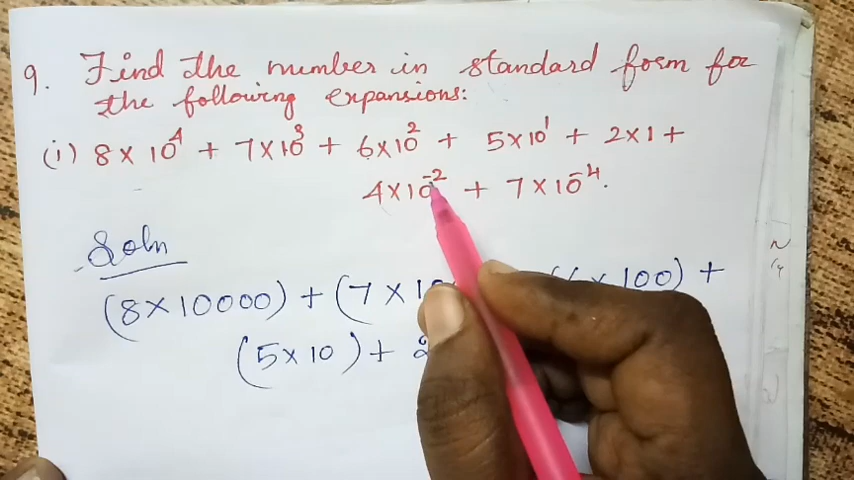 9. Find the number in standard form for
the following expansions:
(i) 8 × 10⁴ + 7 × 10³ + 6 × 10² + 5 × 10¹ + 2 × 1 +
4 × 10⁻² + 7 × 10⁻⁴.
Soln
(8 × 10000) + (7 × 1 × 100) +
(5 × 10) + 2